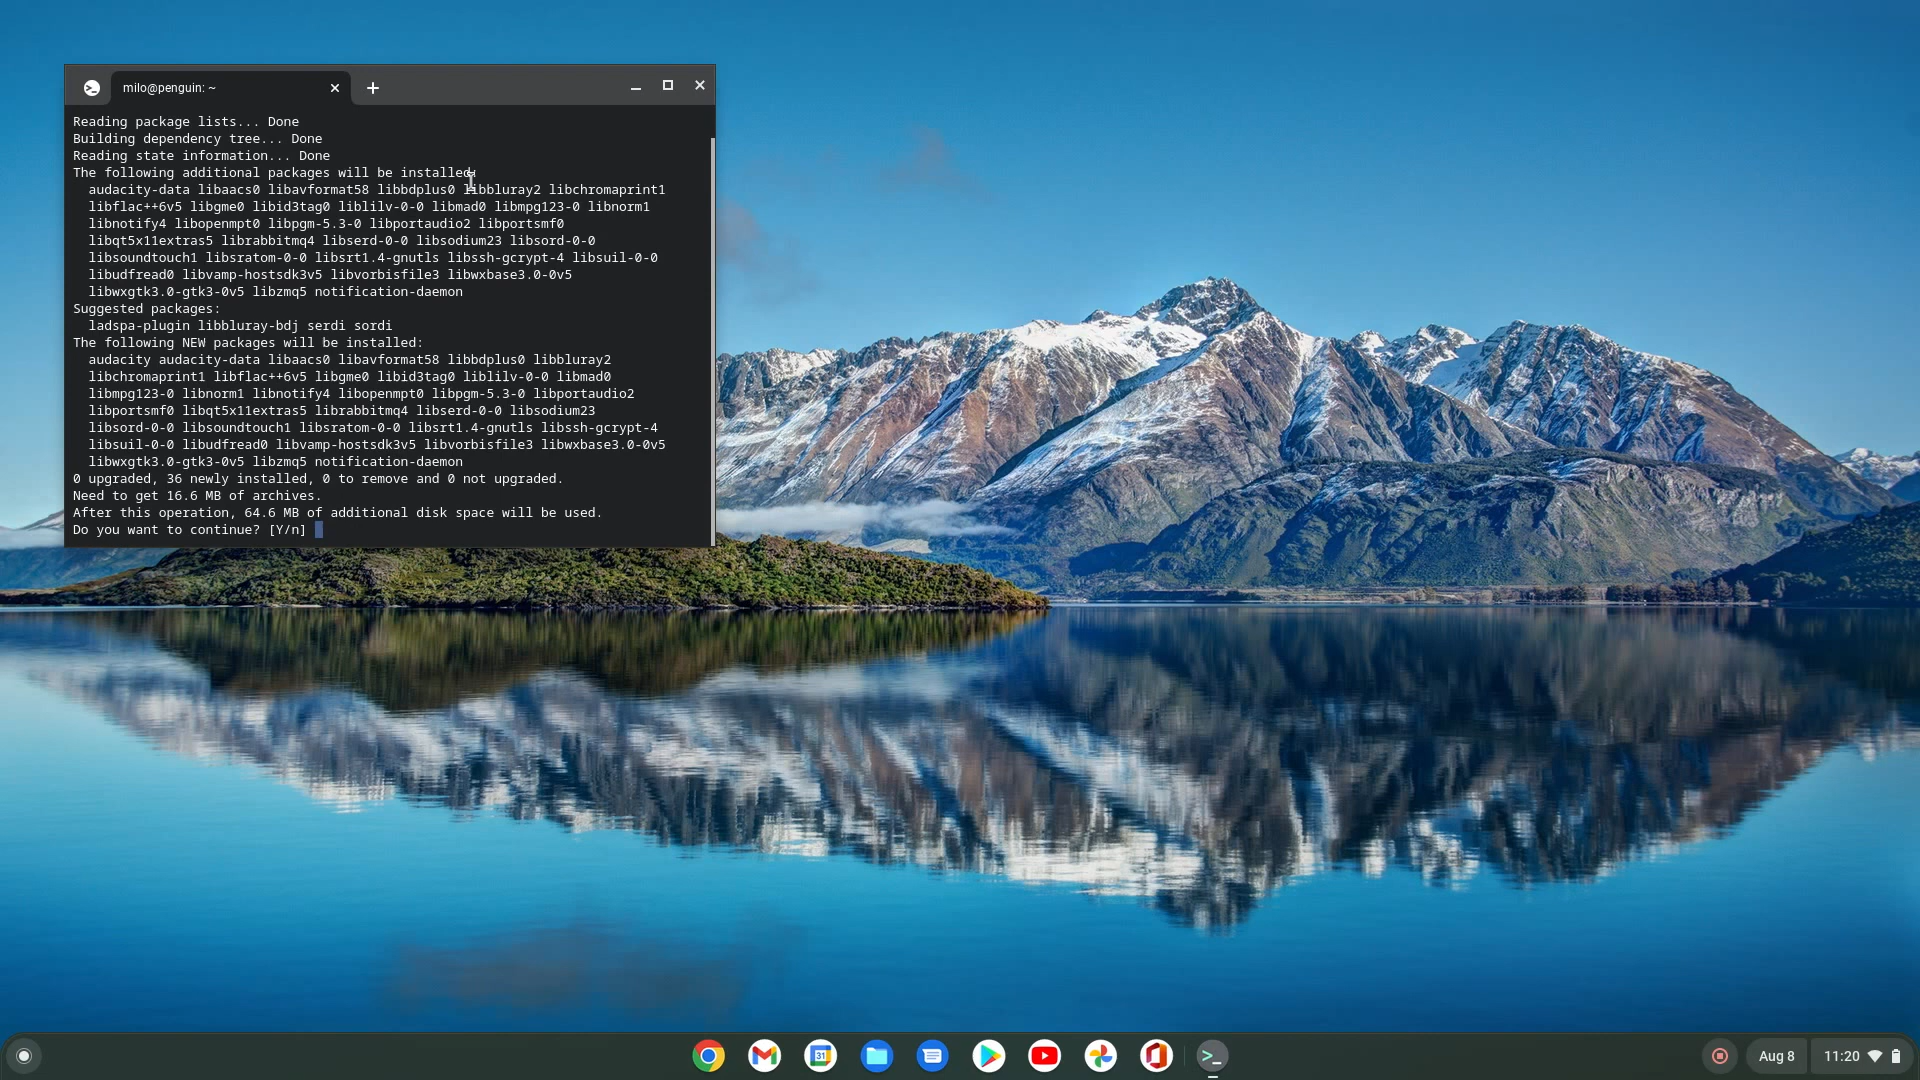 milo@penguin: ~
Reading package lists... Done
Building dependency tree... Done
Reading state information... Done
The following additional packages will be installed:
audacity-data libaacs0 libavformat58 libbdplus0 libbluray2 libchromaprint1
libflac++6v5 libgme0 libid3tag0 liblilv-0-0 libmad0 libmpg123-0 libnorm1
libnotify4 libopenmpt0 libpgm-5.3-0 libportaudio2 libportsmf0
libqt5x11extras5 librabbitmq4 libserd-0-0 libsodium23 libsord-0-0
libsoundtouch1 libsratom-0-0 libsrt1.4-gnutls libssh-gcrypt-4 libsuil-0-0
libudfread0 libvamp-hostsdk3v5 libvorbisfile3 libwxbase3.0-0v5
libwxgtk3.0-gtk3-0v5 libzmq5 notification-daemon
Suggested packages:
ladspa-plugin libbluray-bdj serdi sordi
The following NEW packages will be installed:
audacity audacity-data libaacs0 libavformat58 libbdplus0 libbluray2
libchromaprint1 libflac++6v5 libgme0 libid3tag0 liblilv-0-0 libmad0
libmpg123-0 libnorm1 libnotify4 libopenmpt0 libpgm-5.3-0 libportaudio2
libportsmf0 libqt5x11extras5 librabbitmq4 libserd-0-0 libsodium23
libsord-0-0 libsoundtouch1 libsratom-0-0 libsrt1.4-gnutls libssh-gcrypt-4
libsuil-0-0 libudfread0 libvamp-hostsdk3v5 libvorbisfile3 libwxbase3.0-0v5
libwxgtk3.0-gtk3-0v5 libzmq5 notification-daemon
0 upgraded, 36 newly installed, 0 to remove and 0 not upgraded.
Need to get 16.6 MB of archives.
After this operation, 64.6 MB of additional disk space will be used.
Do you want to continue? [Y/n]
31
Aug 8
11:20